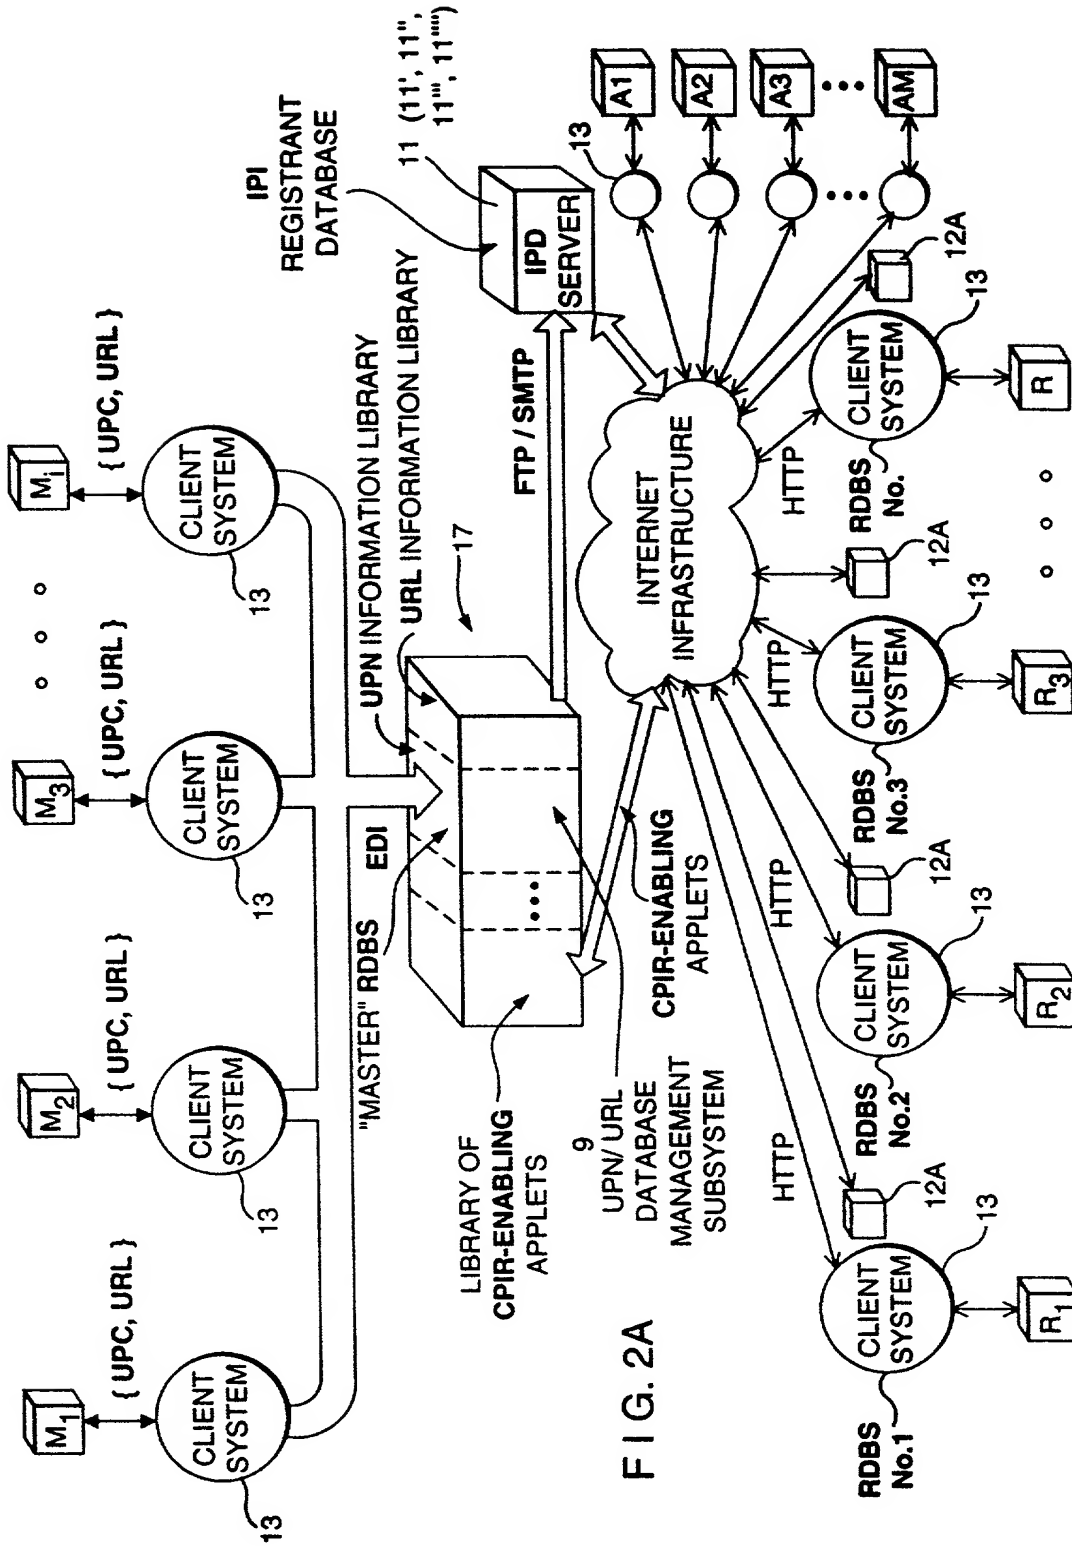 M1
{ UPC, URL }
CLIENT
SYSTEM
13
M2
{ UPC, URL }
CLIENT
SYSTEM
13
M3
{ UPC, URL }
CLIENT
SYSTEM
13
Mi
{ UPC, URL }
CLIENT
SYSTEM
13
"MASTER" RDBS
EDI
UPN INFORMATION LIBRARY
URL INFORMATION LIBRARY
17
IPI
REGISTRANT
DATABASE
11 (11', 11",
11''', 11'''')
IPD
SERVER
FTP / SMTP
LIBRARY OF
CPIR-ENABLING
APPLETS
9
UPN/ URL
DATABASE
MANAGEMENT
SUBSYSTEM
CPIR-ENABLING
APPLETS
INTERNET
INFRASTRUCTURE
13
A1
A2
A3
AM
FIG. 2A
HTTP
HTTP
HTTP
HTTP
RDBS
No.1
CLIENT
SYSTEM
12A
13
R1
RDBS
No.2
CLIENT
SYSTEM
12A
13
R2
RDBS
No.3
CLIENT
SYSTEM
12A
13
R3
RDBS
No.
CLIENT
SYSTEM
12A
13
R